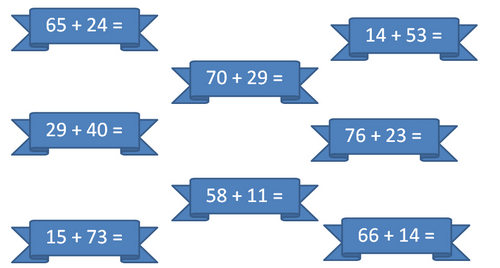 65 + 24 =
14 + 53 =
70 + 29 =
29 + 40 =
76 + 23 =
58 + 11 =
15 + 73 =
66 + 14 =